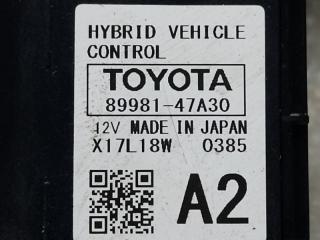 HYBRID VEHICLE
CONTROL
TOYOTA
89981-47A30
12V MADE IN JAPAN
X17L18W 0385
A2